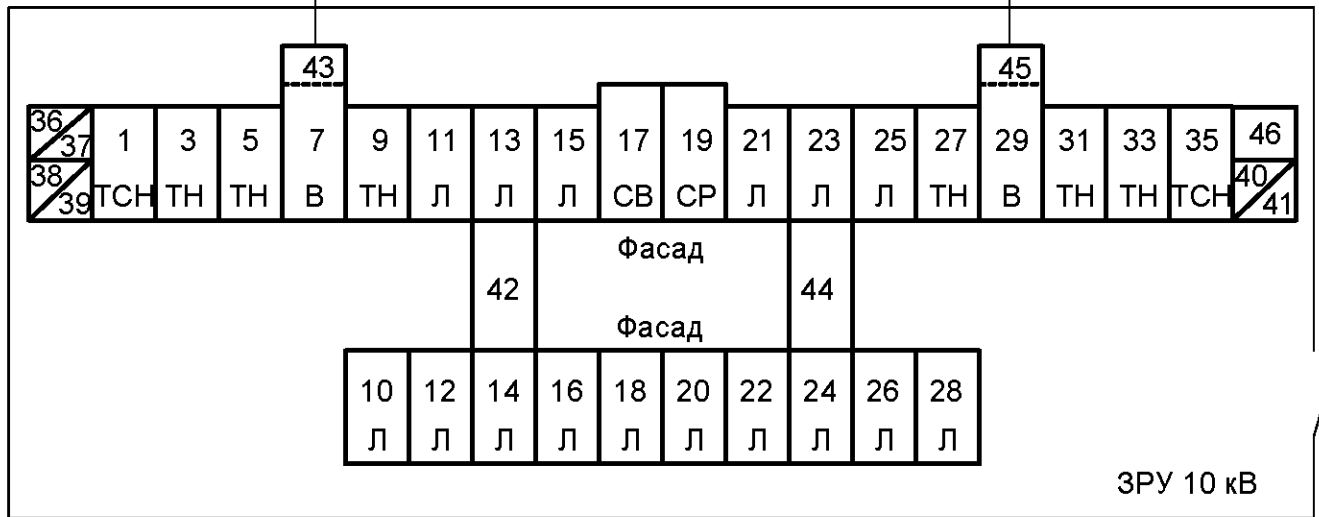 43 45
36 37 1 3 5 7 9 11 13 15 17 19 21 23 25 27 29 31 33 35 46
38 39 ТСН ТН ТН В ТН Л Л Л СВ СР Л Л Л ТН В ТН ТН ТСН 40 41
Фасад
42 44
Фасад
10 12 14 16 18 20 22 24 26 28
Л Л Л Л Л Л Л Л Л Л
ЗРУ 10 кВ